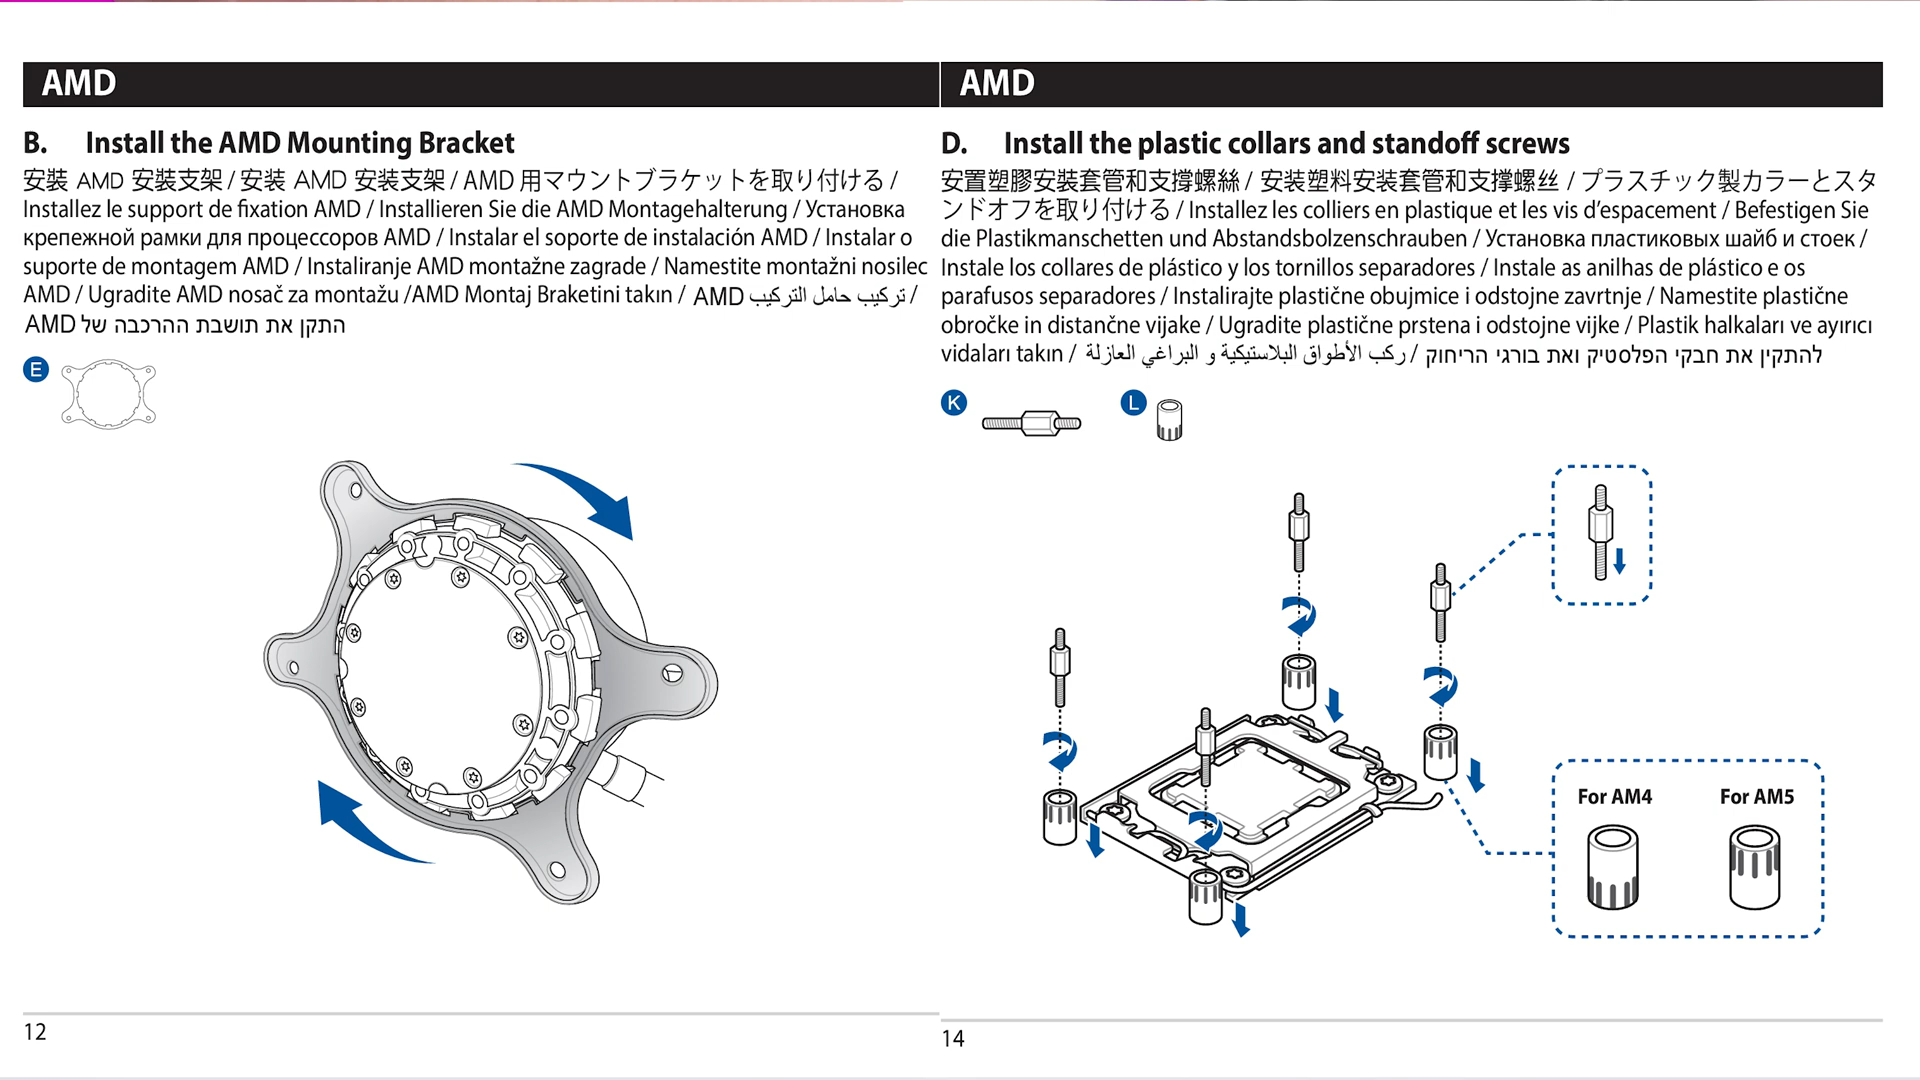 AMD
B. Install the AMD Mounting Bracket
安裝 AMD 安裝支架 / 安装 AMD 安装支架 / AMD 用マウントブラケットを取り付ける /
Installez le support de fixation AMD / Installieren Sie die AMD Montagehalterung / Установка
крепежной рамки для процессоров AMD / Instalar el soporte de instalación AMD / Instalar o
suporte de montagem AMD / Instaliranje AMD montažne zagrade / Namestite montažni nosilec
AMD / Ugradite AMD nosač za montažu /AMD Montaj Braketini takın / تركيب حامل التركيب AMD /
התקן את תושבת ההרכבה של AMD
E
12
AMD
D. Install the plastic collars and standoff screws
安置塑膠安裝套管和支撐螺絲 / 安装塑料安装套管和支撑螺丝 / プラスチック製カラーとスタ
ンドオフを取り付ける / Installez les colliers en plastique et les vis d’espacement / Befestigen Sie
die Plastikmanschetten und Abstandsbolzenschrauben / Установка пластиковых шайб и стоек /
Instale los collares de plástico y los tornillos separadores / Instale as anilhas de plástico e os
parafusos separadores / Instalirajte plastične obujmice i odstojne zavrtnje / Namestite plastične
obročke in distančne vijake / Ugradite plastične prstena i odstojne vijke / Plastik halkaları ve ayırıcı
vidaları takın / ركب الأطواق البلاستيكية و البراغي العازلة / להתקין את חבקי הפלסטיק ואת בורגי הריחוק
K L
For AM4 For AM5
14